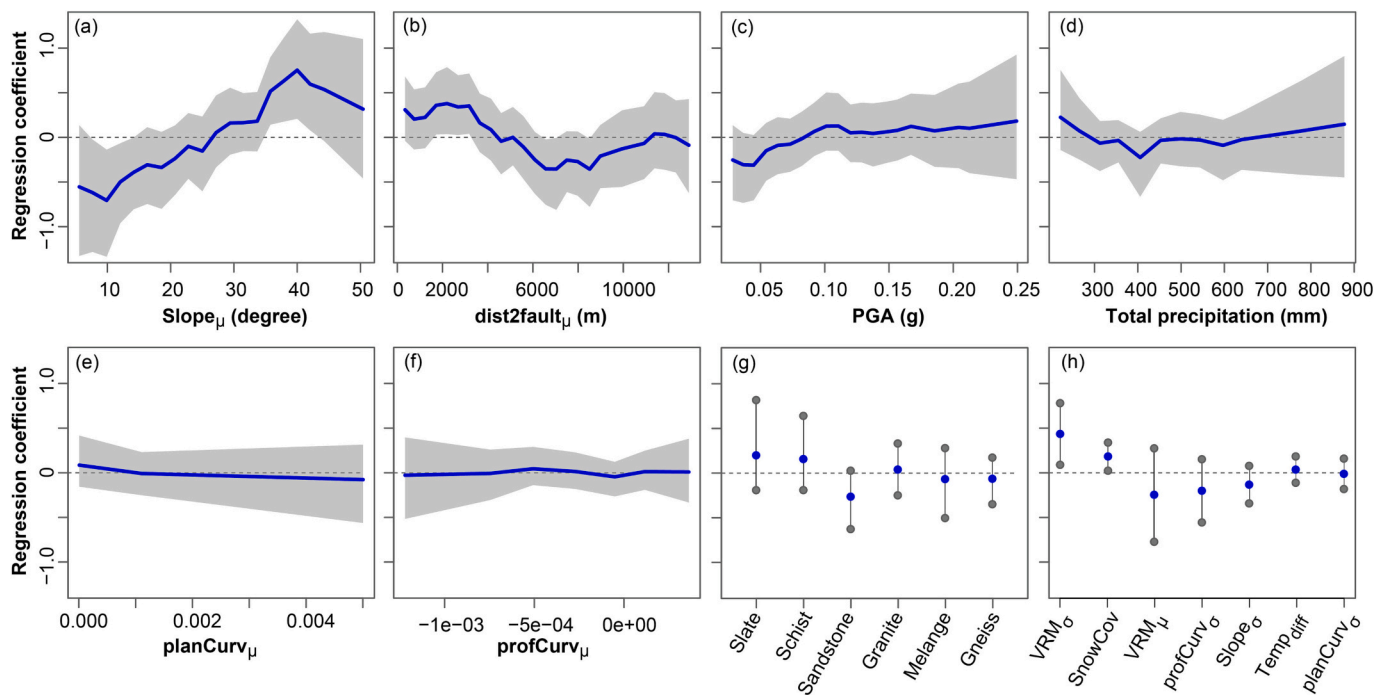 (a) (b) (c) (d)
Regression coefficient
1.0
0
−1.0
10 20 30 40 50
0 2000 6000 10000
0.05 0.10 0.15 0.20 0.25
300 400 500 600 700 800 900
Slopeμ (degree)
dist2faultμ (m)
PGA (g)
Total precipitation (mm)
(e) (f) (g) (h)
Regression coefficient
1.0
0
−1.0
0.000 0.002 0.004
−1e−03 −5e−04 0e+00
planCurvμ
profCurvμ
Slate
Schist
Sandstone
Granite
Melange
Gneiss
VRMσ
SnowCov
VRMμ
profCurvσ
Slopeσ
Tempdiff
planCurvσ